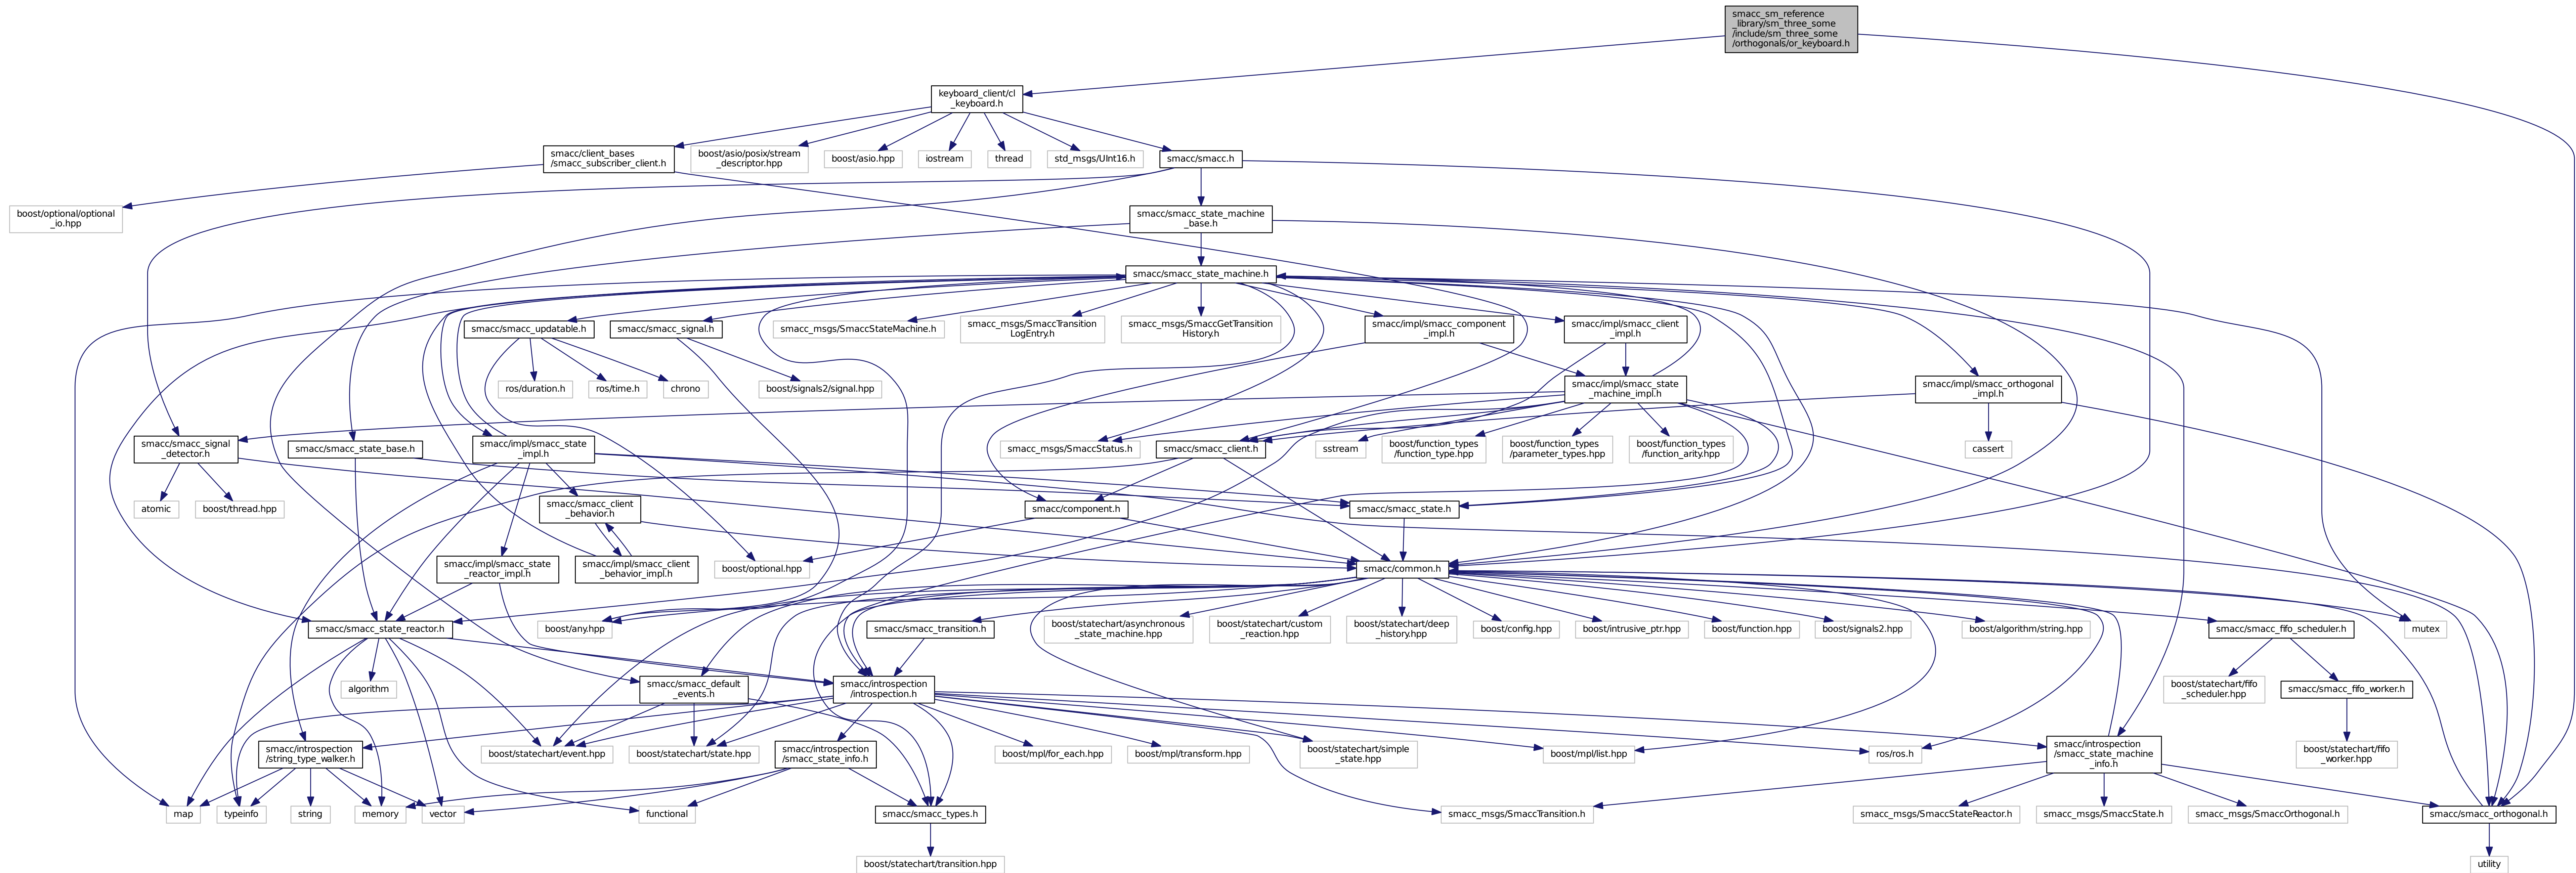 smacc_sm_reference
_library/sm_three_some
/include/sm_three_some
/orthogonals/or_keyboard.h
keyboard_client/cl
_keyboard.h
smacc/client_bases
/smacc_subscriber_client.h
boost/asio/posix/stream
_descriptor.hpp
boost/asio.hpp
iostream
thread
std_msgs/UInt16.h
smacc/smacc.h
boost/optional/optional
_io.hpp
smacc/smacc_state_machine
_base.h
smacc/smacc_state_machine.h
smacc/smacc_updatable.h
smacc/smacc_signal.h
smacc_msgs/SmaccStateMachine.h
smacc_msgs/SmaccTransition
LogEntry.h
smacc_msgs/SmaccGetTransition
History.h
smacc/impl/smacc_component
_impl.h
smacc/impl/smacc_client
_impl.h
ros/duration.h
ros/time.h
chrono
boost/signals2/signal.hpp
smacc/impl/smacc_state
_machine_impl.h
smacc/impl/smacc_orthogonal
_impl.h
smacc/smacc_signal
_detector.h
smacc/smacc_state_base.h
smacc/impl/smacc_state
_impl.h
smacc_msgs/SmaccStatus.h
smacc/smacc_client.h
sstream
boost/function_types
/function_type.hpp
boost/function_types
/parameter_types.hpp
boost/function_types
/function_arity.hpp
cassert
atomic
boost/thread.hpp
smacc/smacc_client
_behavior.h
smacc/component.h
smacc/smacc_state.h
smacc/impl/smacc_state
_reactor_impl.h
smacc/impl/smacc_client
_behavior_impl.h
boost/optional.hpp
smacc/common.h
smacc/smacc_state_reactor.h
boost/any.hpp
smacc/smacc_transition.h
boost/statechart/asynchronous
_state_machine.hpp
boost/statechart/custom
_reaction.hpp
boost/statechart/deep
_history.hpp
boost/config.hpp
boost/intrusive_ptr.hpp
boost/function.hpp
boost/signals2.hpp
boost/algorithm/string.hpp
smacc/smacc_fifo_scheduler.h
mutex
algorithm
smacc/smacc_default
_events.h
smacc/introspection
/introspection.h
boost/statechart/fifo
_scheduler.hpp
smacc/smacc_fifo_worker.h
smacc/introspection
/string_type_walker.h
boost/statechart/event.hpp
boost/statechart/state.hpp
smacc/introspection
/smacc_state_info.h
boost/mpl/for_each.hpp
boost/mpl/transform.hpp
boost/statechart/simple
_state.hpp
boost/mpl/list.hpp
ros/ros.h
smacc/introspection
/smacc_state_machine
_info.h
boost/statechart/fifo
_worker.hpp
map
typeinfo
string
memory
vector
functional
smacc/smacc_types.h
smacc_msgs/SmaccTransition.h
smacc_msgs/SmaccStateReactor.h
smacc_msgs/SmaccState.h
smacc_msgs/SmaccOrthogonal.h
smacc/smacc_orthogonal.h
boost/statechart/transition.hpp
utility